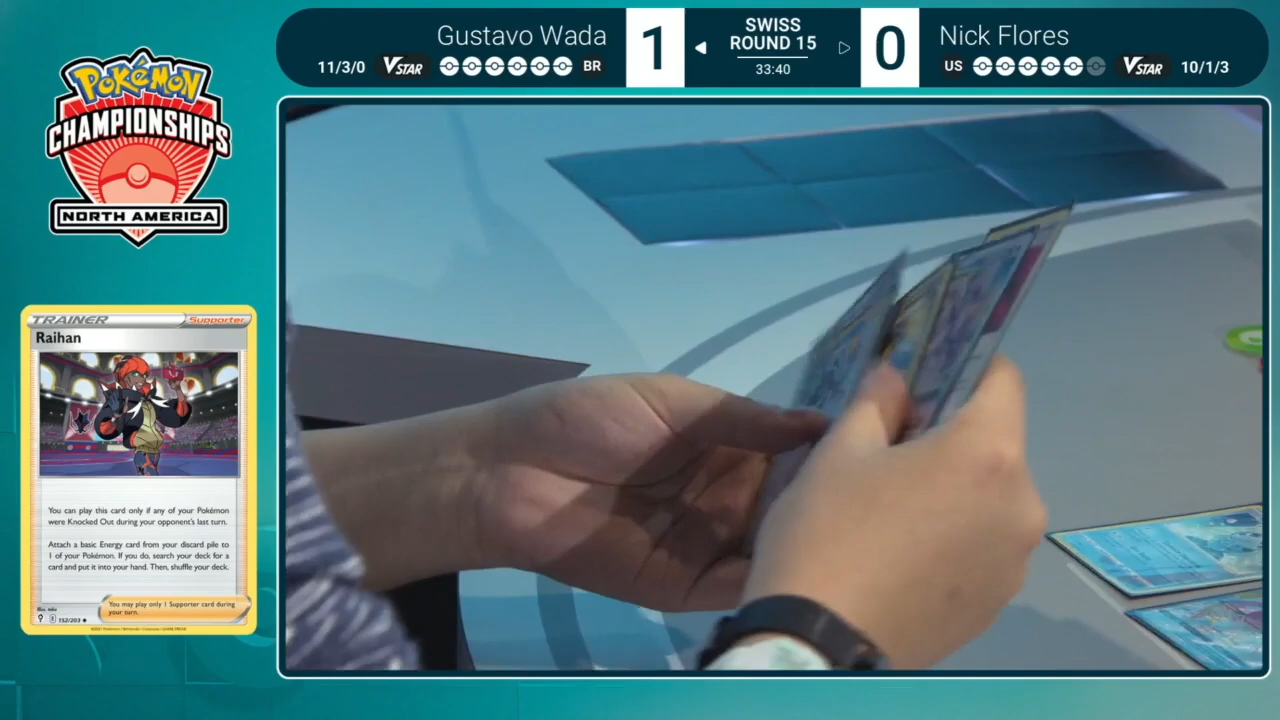 Gustavo Wada
11/3/0 VSTAR BR
1
SWISS
ROUND 15
33:40
0
Nick Flores
US VSTAR 10/1/3
Pokémon
CHAMPIONSHIPS
NORTH AMERICA
TRAINER Supporter
Raihan
You can play this card only if any of your Pokémon
were Knocked Out during your opponent's last turn.
Attach a basic Energy card from your discard pile to
1 of your Pokémon. If you do, search your deck for a
card and put it into your hand. Then, shuffle your deck.
You may play only 1 Supporter card during
your turn.
152/203